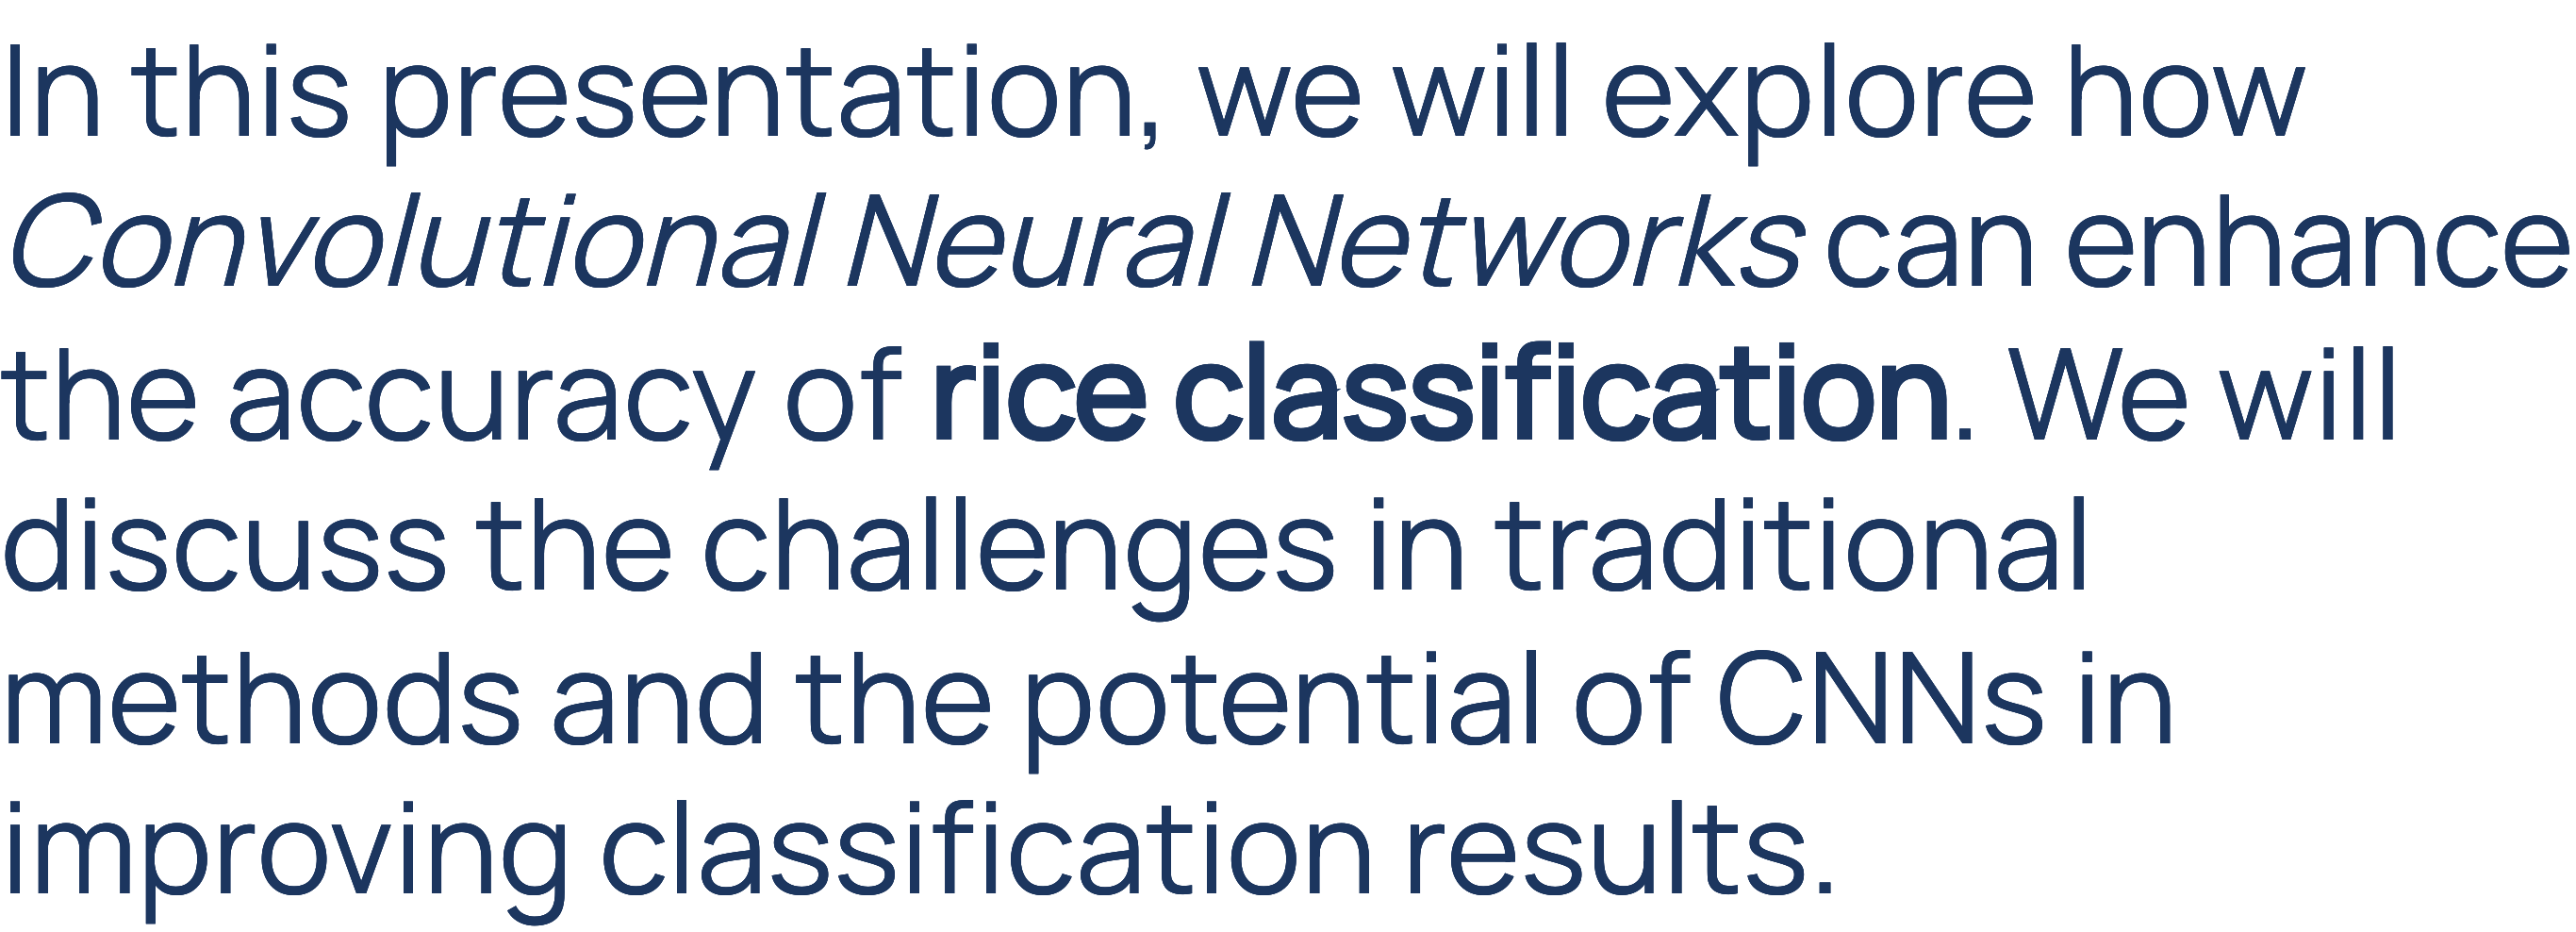 In this presentation, we will explore how
Convolutional Neural Networks can enhance
the accuracy of rice classification. We will
discuss the challenges in traditional
methods and the potential of CNNs in
improving classification results.